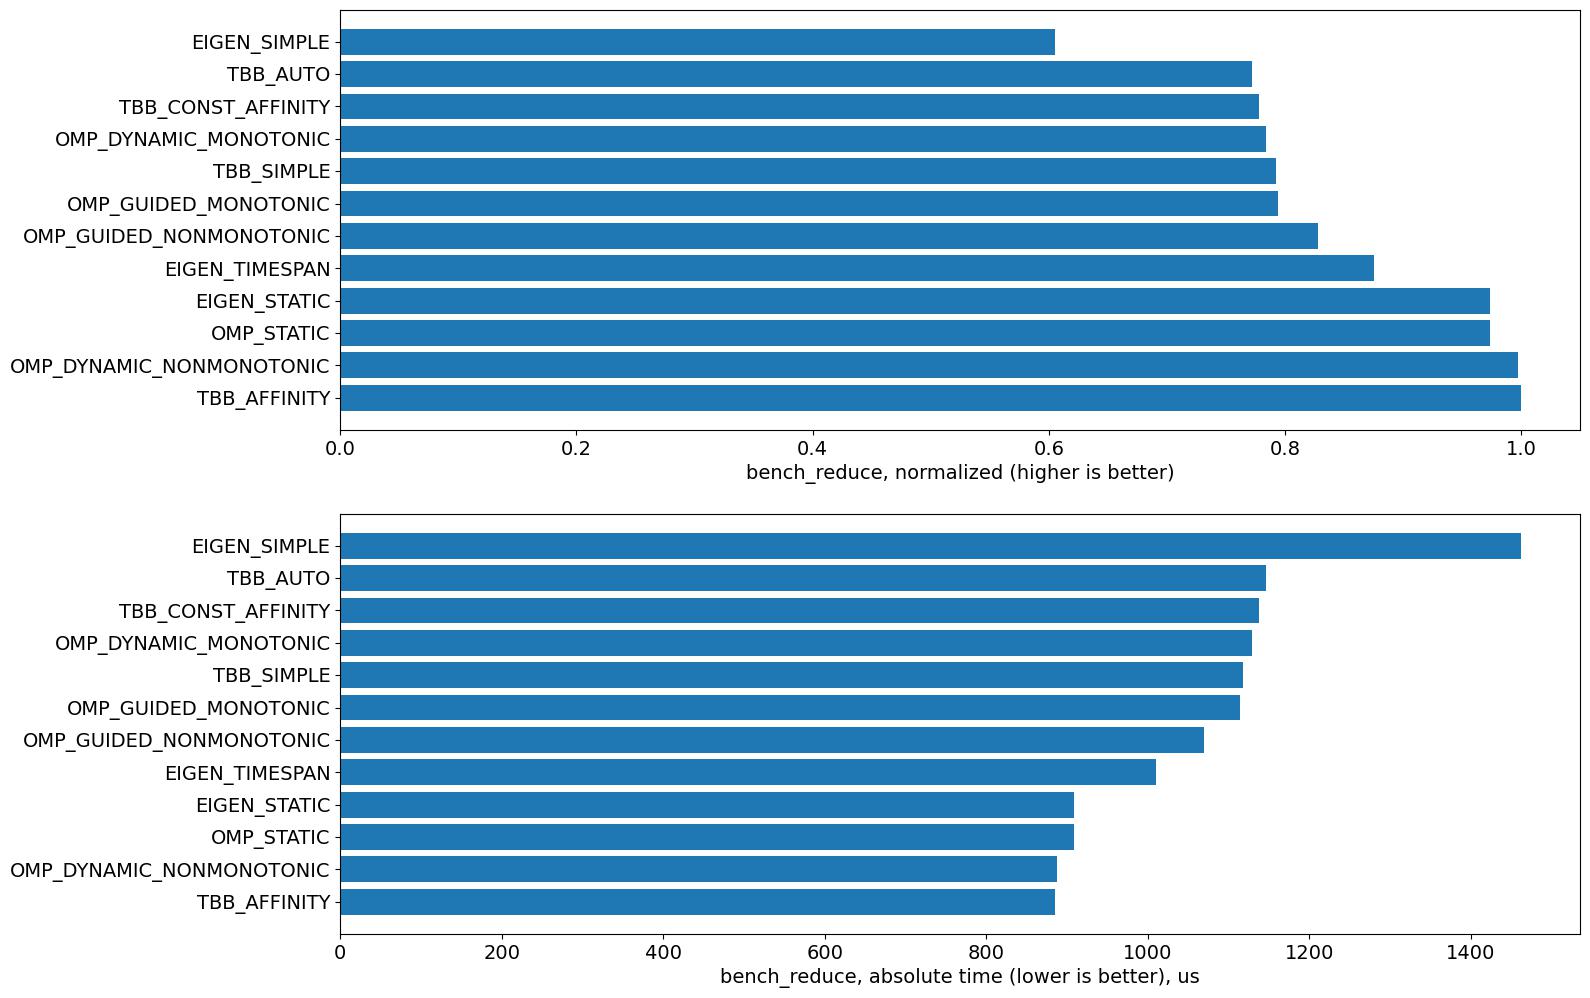 EIGEN_SIMPLE
TBB_AUTO
TBB_CONST_AFFINITY
OMP_DYNAMIC_MONOTONIC
TBB_SIMPLE
OMP_GUIDED_MONOTONIC
OMP_GUIDED_NONMONOTONIC
EIGEN_TIMESPAN
EIGEN_STATIC
OMP_STATIC
OMP_DYNAMIC_NONMONOTONIC
TBB_AFFINITY
0.0 0.2 0.4 0.6 0.8 1.0
bench_reduce, normalized (higher is better)
EIGEN_SIMPLE
TBB_AUTO
TBB_CONST_AFFINITY
OMP_DYNAMIC_MONOTONIC
TBB_SIMPLE
OMP_GUIDED_MONOTONIC
OMP_GUIDED_NONMONOTONIC
EIGEN_TIMESPAN
EIGEN_STATIC
OMP_STATIC
OMP_DYNAMIC_NONMONOTONIC
TBB_AFFINITY
0 200 400 600 800 1000 1200 1400
bench_reduce, absolute time (lower is better), us